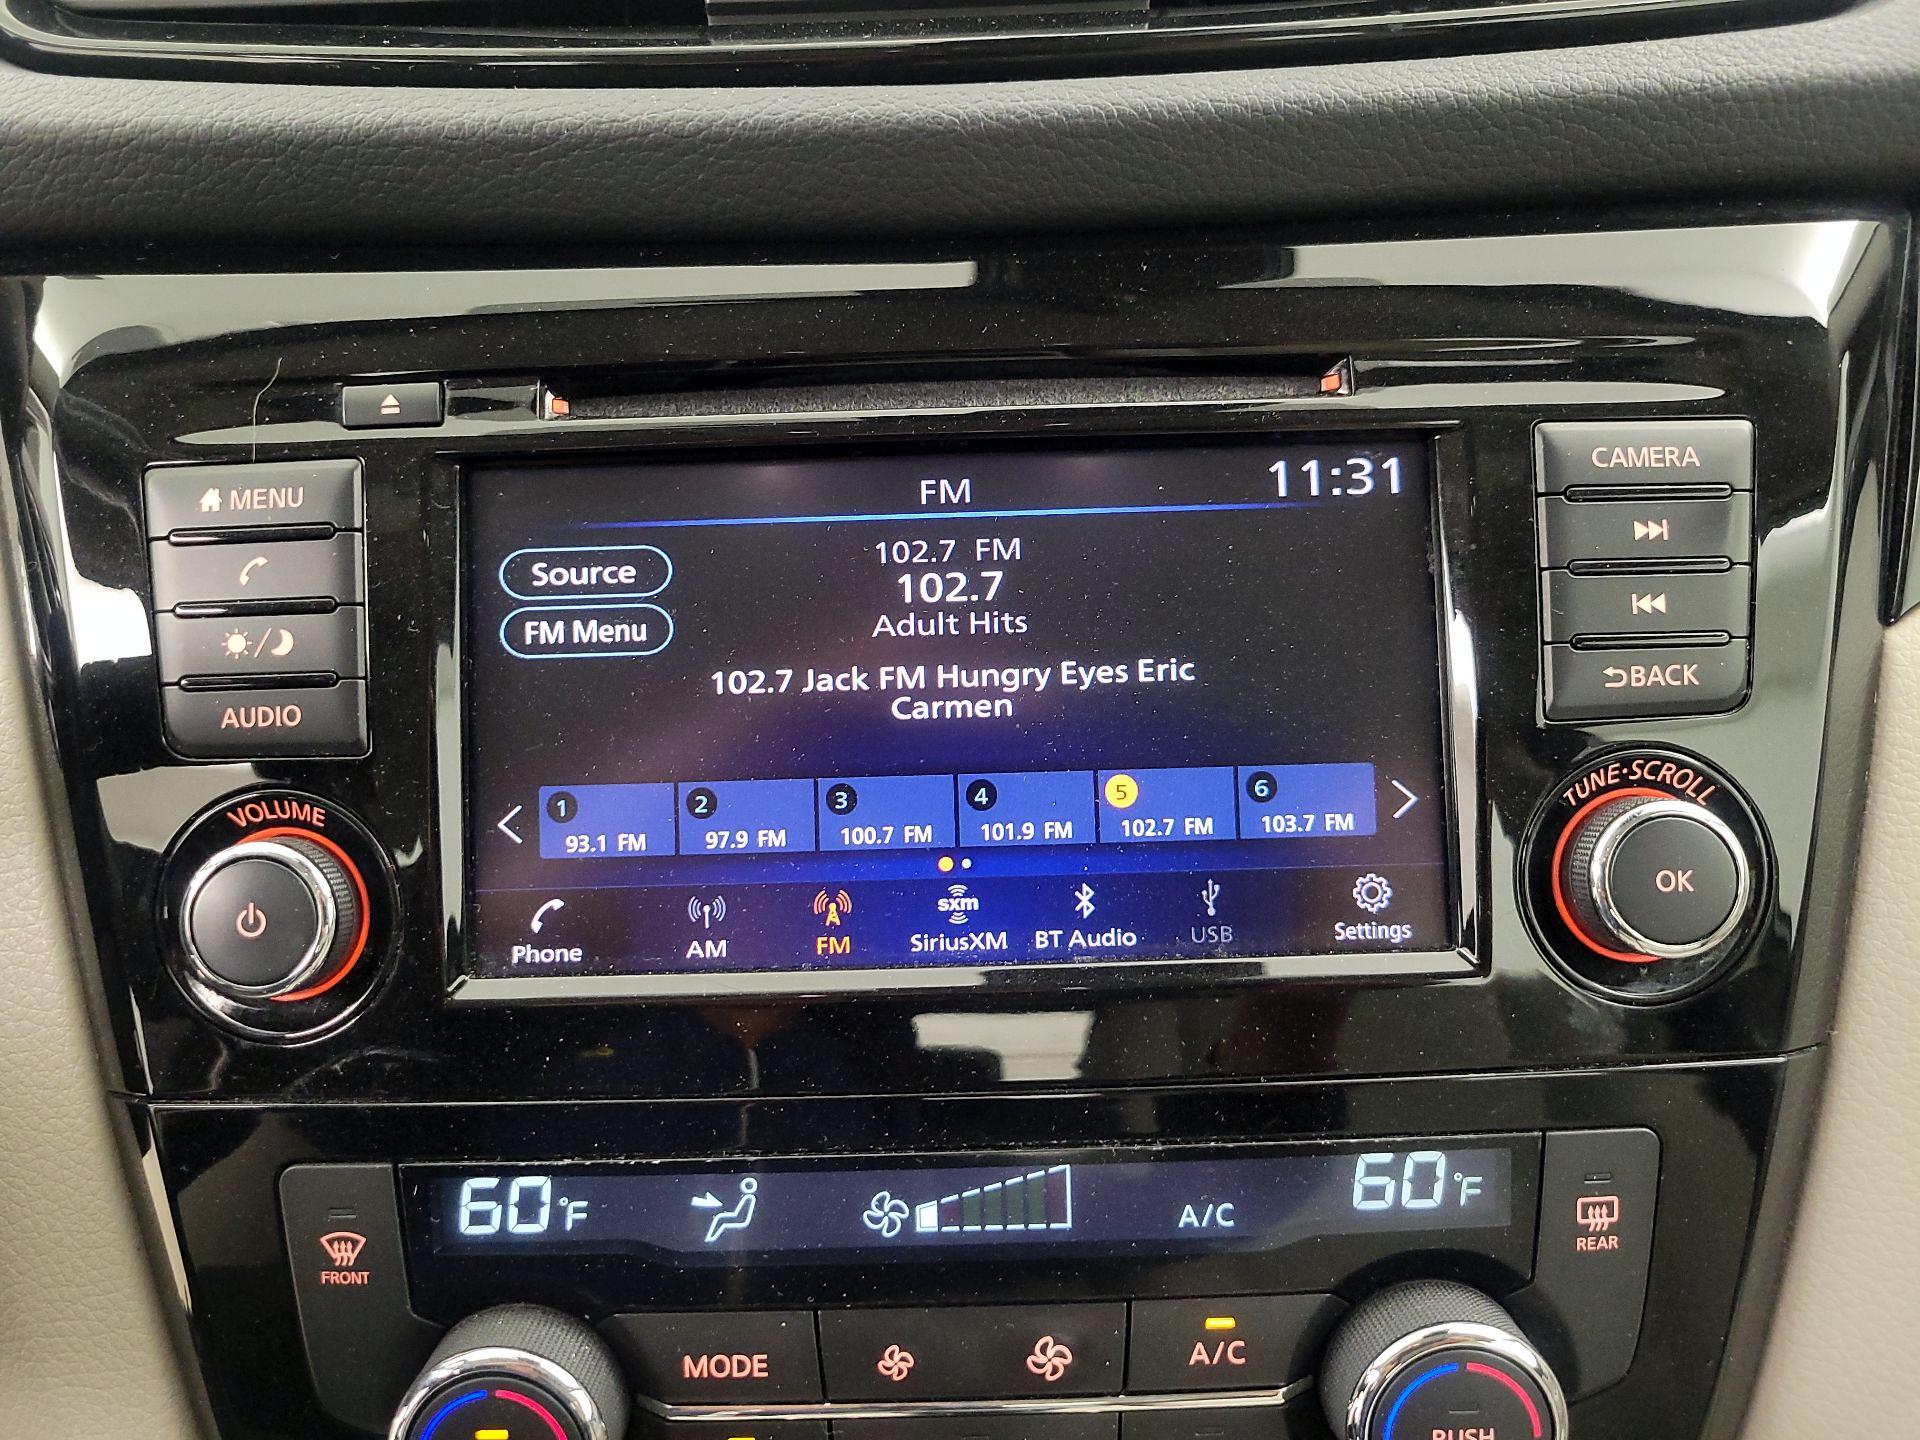 MENU
AUDIO
VOLUME
CAMERA
BACK
TUNE·SCROLL
OK
FM
11:31
Source
FM Menu
102.7 FM
102.7
Adult Hits
102.7 Jack FM Hungry Eyes Eric
Carmen
1 2 3 4 5 6
93.1 FM 97.9 FM 100.7 FM 101.9 FM 102.7 FM 103.7 FM
sxm
Phone AM FM SiriusXM BT Audio USB Settings
60°F A/C 60°F
FRONT
REAR
MODE A/C
PUSH